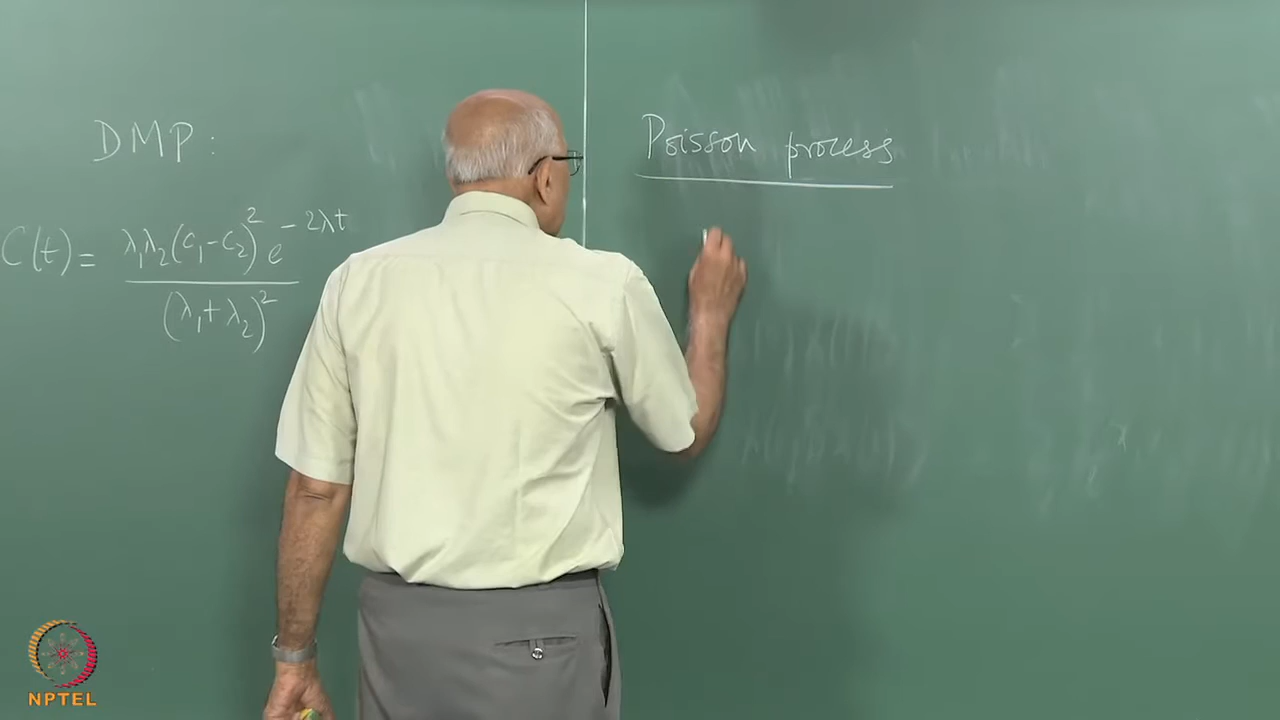 DMP:
C(t) = λ₁λ₂(c₁-c₂)² e^{-2λt} / (λ₁+λ₂)²
Poisson process
NPTEL